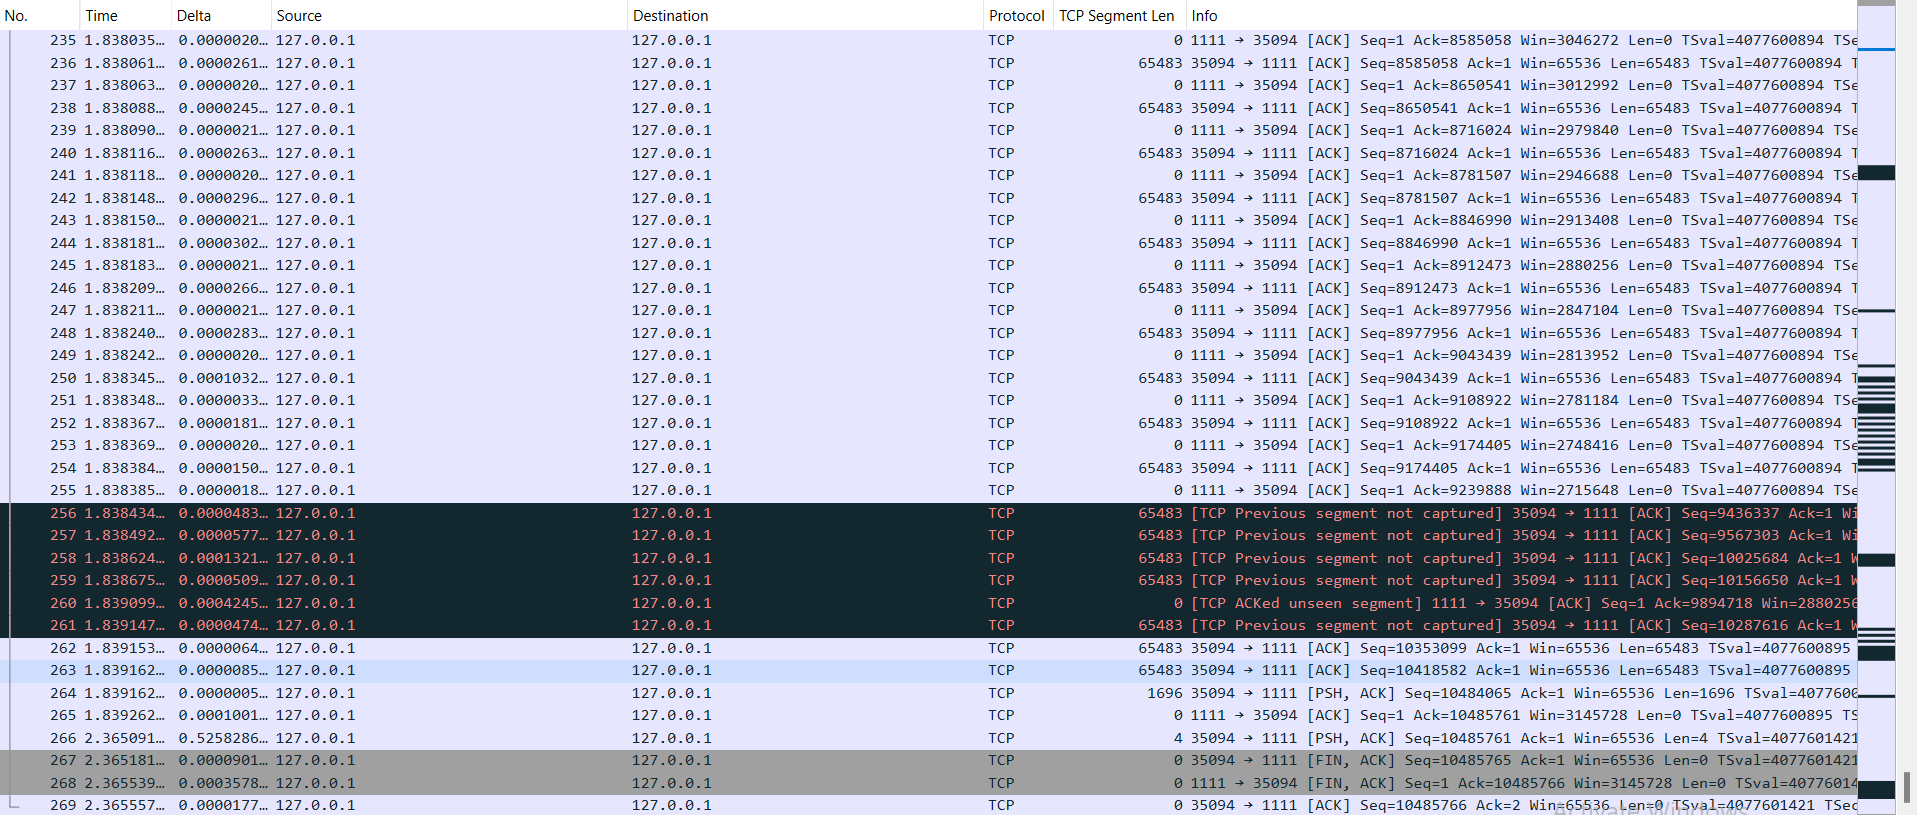 No. Time Delta Source Destination Protocol TCP Segment Len Info
235 1.838035… 0.0000020… 127.0.0.1 127.0.0.1 TCP 0 1111 → 35094 [ACK] Seq=1 Ack=8585058 Win=3046272 Len=0 TSval=4077600894 TSe
236 1.838061… 0.0000261… 127.0.0.1 127.0.0.1 TCP 65483 35094 → 1111 [ACK] Seq=8585058 Ack=1 Win=65536 Len=65483 TSval=4077600894 T
237 1.838063… 0.0000020… 127.0.0.1 127.0.0.1 TCP 0 1111 → 35094 [ACK] Seq=1 Ack=8650541 Win=3012992 Len=0 TSval=4077600894 TSe
238 1.838088… 0.0000245… 127.0.0.1 127.0.0.1 TCP 65483 35094 → 1111 [ACK] Seq=8650541 Ack=1 Win=65536 Len=65483 TSval=4077600894 T
239 1.838090… 0.0000021… 127.0.0.1 127.0.0.1 TCP 0 1111 → 35094 [ACK] Seq=1 Ack=8716024 Win=2979840 Len=0 TSval=4077600894 TSe
240 1.838116… 0.0000263… 127.0.0.1 127.0.0.1 TCP 65483 35094 → 1111 [ACK] Seq=8716024 Ack=1 Win=65536 Len=65483 TSval=4077600894 T
241 1.838118… 0.0000020… 127.0.0.1 127.0.0.1 TCP 0 1111 → 35094 [ACK] Seq=1 Ack=8781507 Win=2946688 Len=0 TSval=4077600894 TSe
242 1.838148… 0.0000296… 127.0.0.1 127.0.0.1 TCP 65483 35094 → 1111 [ACK] Seq=8781507 Ack=1 Win=65536 Len=65483 TSval=4077600894 T
243 1.838150… 0.0000021… 127.0.0.1 127.0.0.1 TCP 0 1111 → 35094 [ACK] Seq=1 Ack=8846990 Win=2913408 Len=0 TSval=4077600894 TSe
244 1.838181… 0.0000302… 127.0.0.1 127.0.0.1 TCP 65483 35094 → 1111 [ACK] Seq=8846990 Ack=1 Win=65536 Len=65483 TSval=4077600894 T
245 1.838183… 0.0000021… 127.0.0.1 127.0.0.1 TCP 0 1111 → 35094 [ACK] Seq=1 Ack=8912473 Win=2880256 Len=0 TSval=4077600894 TSe
246 1.838209… 0.0000266… 127.0.0.1 127.0.0.1 TCP 65483 35094 → 1111 [ACK] Seq=8912473 Ack=1 Win=65536 Len=65483 TSval=4077600894 T
247 1.838211… 0.0000021… 127.0.0.1 127.0.0.1 TCP 0 1111 → 35094 [ACK] Seq=1 Ack=8977956 Win=2847104 Len=0 TSval=4077600894 TSe
248 1.838240… 0.0000283… 127.0.0.1 127.0.0.1 TCP 65483 35094 → 1111 [ACK] Seq=8977956 Ack=1 Win=65536 Len=65483 TSval=4077600894 T
249 1.838242… 0.0000020… 127.0.0.1 127.0.0.1 TCP 0 1111 → 35094 [ACK] Seq=1 Ack=9043439 Win=2813952 Len=0 TSval=4077600894 TSe
250 1.838345… 0.0001032… 127.0.0.1 127.0.0.1 TCP 65483 35094 → 1111 [ACK] Seq=9043439 Ack=1 Win=65536 Len=65483 TSval=4077600894 T
251 1.838348… 0.0000033… 127.0.0.1 127.0.0.1 TCP 0 1111 → 35094 [ACK] Seq=1 Ack=9108922 Win=2781184 Len=0 TSval=4077600894 TSe
252 1.838367… 0.0000181… 127.0.0.1 127.0.0.1 TCP 65483 35094 → 1111 [ACK] Seq=9108922 Ack=1 Win=65536 Len=65483 TSval=4077600894 T
253 1.838369… 0.0000020… 127.0.0.1 127.0.0.1 TCP 0 1111 → 35094 [ACK] Seq=1 Ack=9174405 Win=2748416 Len=0 TSval=4077600894 TSe
254 1.838384… 0.0000150… 127.0.0.1 127.0.0.1 TCP 65483 35094 → 1111 [ACK] Seq=9174405 Ack=1 Win=65536 Len=65483 TSval=4077600894 T
255 1.838385… 0.0000018… 127.0.0.1 127.0.0.1 TCP 0 1111 → 35094 [ACK] Seq=1 Ack=9239888 Win=2715648 Len=0 TSval=4077600894 TSe
256 1.838434… 0.0000483… 127.0.0.1 127.0.0.1 TCP 65483 [TCP Previous segment not captured] 35094 → 1111 [ACK] Seq=9436337 Ack=1 Wi
257 1.838492… 0.0000577… 127.0.0.1 127.0.0.1 TCP 65483 [TCP Previous segment not captured] 35094 → 1111 [ACK] Seq=9567303 Ack=1 Wi
258 1.838624… 0.0001321… 127.0.0.1 127.0.0.1 TCP 65483 [TCP Previous segment not captured] 35094 → 1111 [ACK] Seq=10025684 Ack=1 W
259 1.838675… 0.0000509… 127.0.0.1 127.0.0.1 TCP 65483 [TCP Previous segment not captured] 35094 → 1111 [ACK] Seq=10156650 Ack=1 W
260 1.839099… 0.0004245… 127.0.0.1 127.0.0.1 TCP 0 [TCP ACKed unseen segment] 1111 → 35094 [ACK] Seq=1 Ack=9894718 Win=2880256
261 1.839147… 0.0000474… 127.0.0.1 127.0.0.1 TCP 65483 [TCP Previous segment not captured] 35094 → 1111 [ACK] Seq=10287616 Ack=1 W
262 1.839153… 0.0000064… 127.0.0.1 127.0.0.1 TCP 65483 35094 → 1111 [ACK] Seq=10353099 Ack=1 Win=65536 Len=65483 TSval=4077600895
263 1.839162… 0.0000085… 127.0.0.1 127.0.0.1 TCP 65483 35094 → 1111 [ACK] Seq=10418582 Ack=1 Win=65536 Len=65483 TSval=4077600895
264 1.839162… 0.0000005… 127.0.0.1 127.0.0.1 TCP 1696 35094 → 1111 [PSH, ACK] Seq=10484065 Ack=1 Win=65536 Len=1696 TSval=4077600
265 1.839262… 0.0001001… 127.0.0.1 127.0.0.1 TCP 0 1111 → 35094 [ACK] Seq=1 Ack=10485761 Win=3145728 Len=0 TSval=4077600895 TS
266 2.365091… 0.5258286… 127.0.0.1 127.0.0.1 TCP 4 35094 → 1111 [PSH, ACK] Seq=10485761 Ack=1 Win=65536 Len=4 TSval=4077601421
267 2.365181… 0.0000901… 127.0.0.1 127.0.0.1 TCP 0 35094 → 1111 [FIN, ACK] Seq=10485765 Ack=1 Win=65536 Len=0 TSval=4077601421
268 2.365539… 0.0003578… 127.0.0.1 127.0.0.1 TCP 0 1111 → 35094 [FIN, ACK] Seq=1 Ack=10485766 Win=3145728 Len=0 TSval=40776014
269 2.365557… 0.0000177… 127.0.0.1 127.0.0.1 TCP 0 35094 → 1111 [ACK] Seq=10485766 Ack=2 Win=65536 Len=0 TSval=4077601421 TSec
Activate Windows